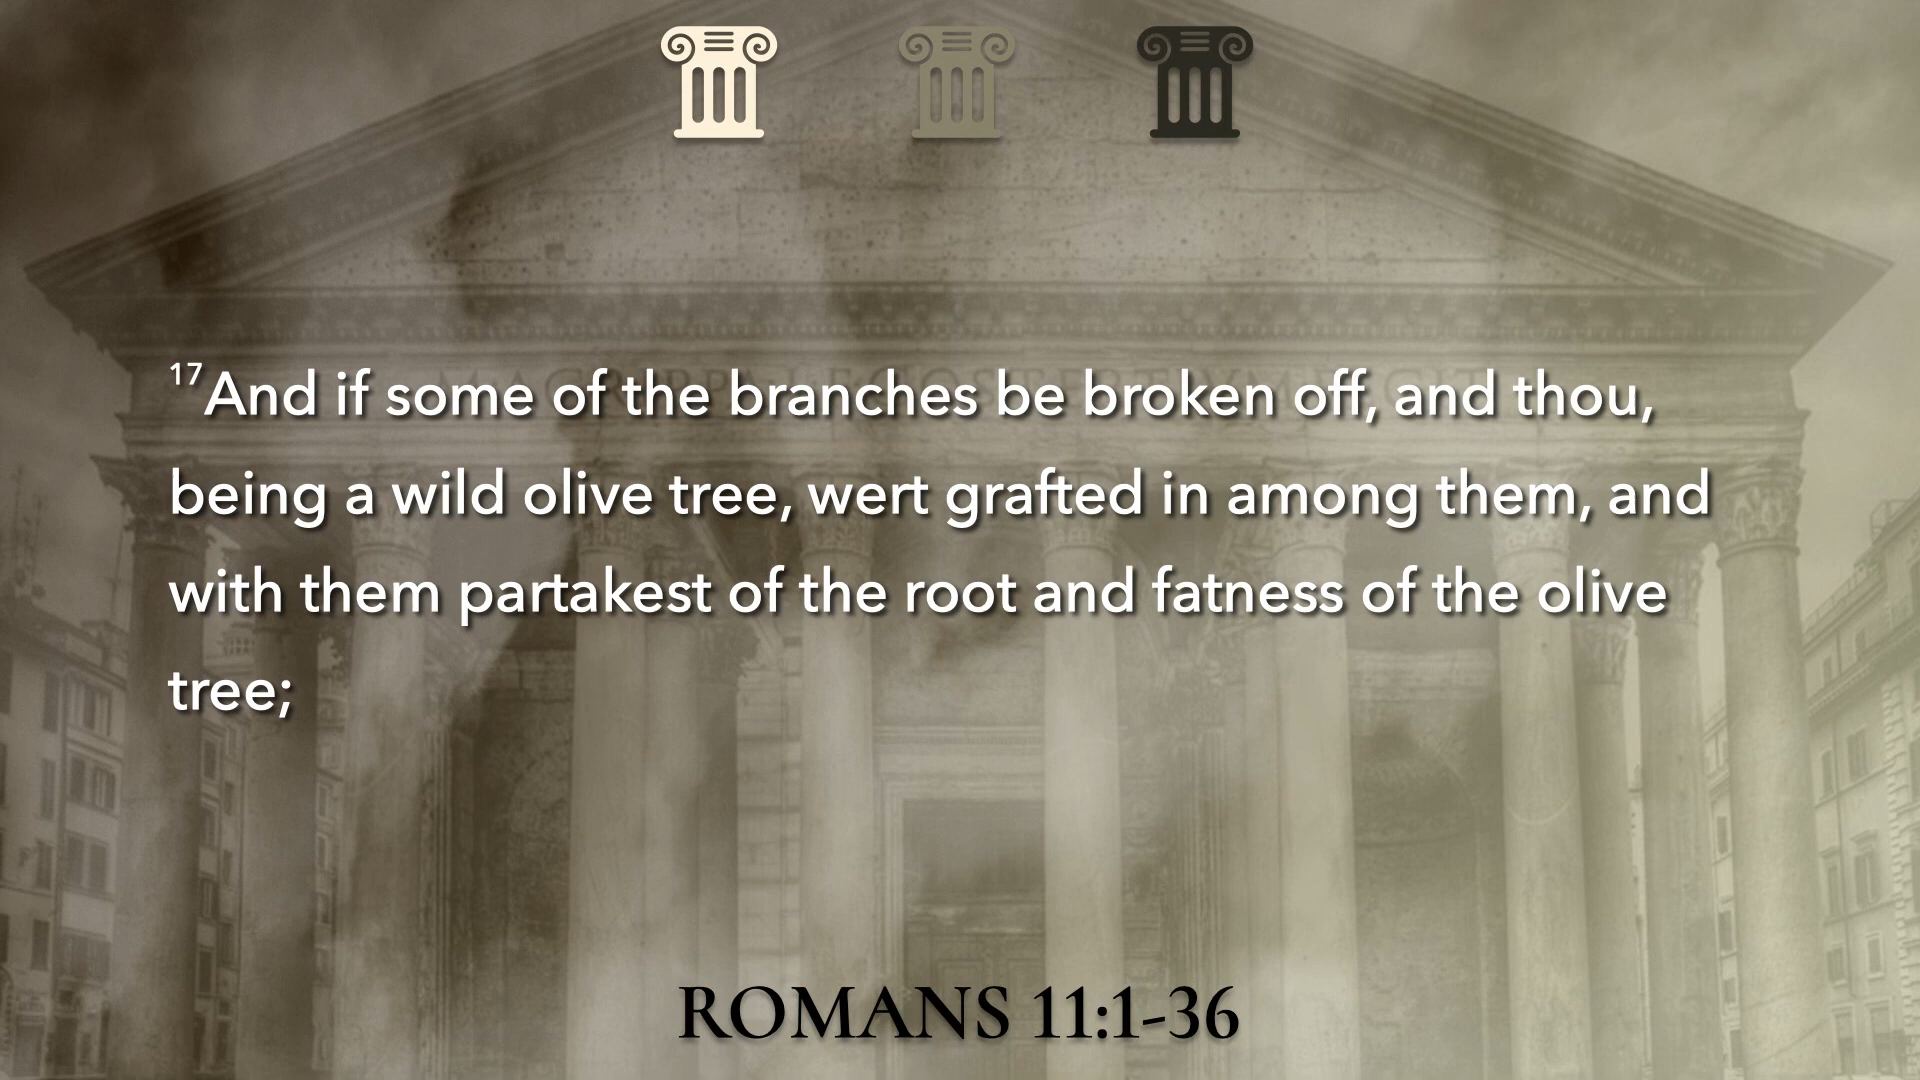 17And if some of the branches be broken off, and thou,
being a wild olive tree, wert grafted in among them, and
with them partakest of the root and fatness of the olive
tree;
ROMANS 11:1-36